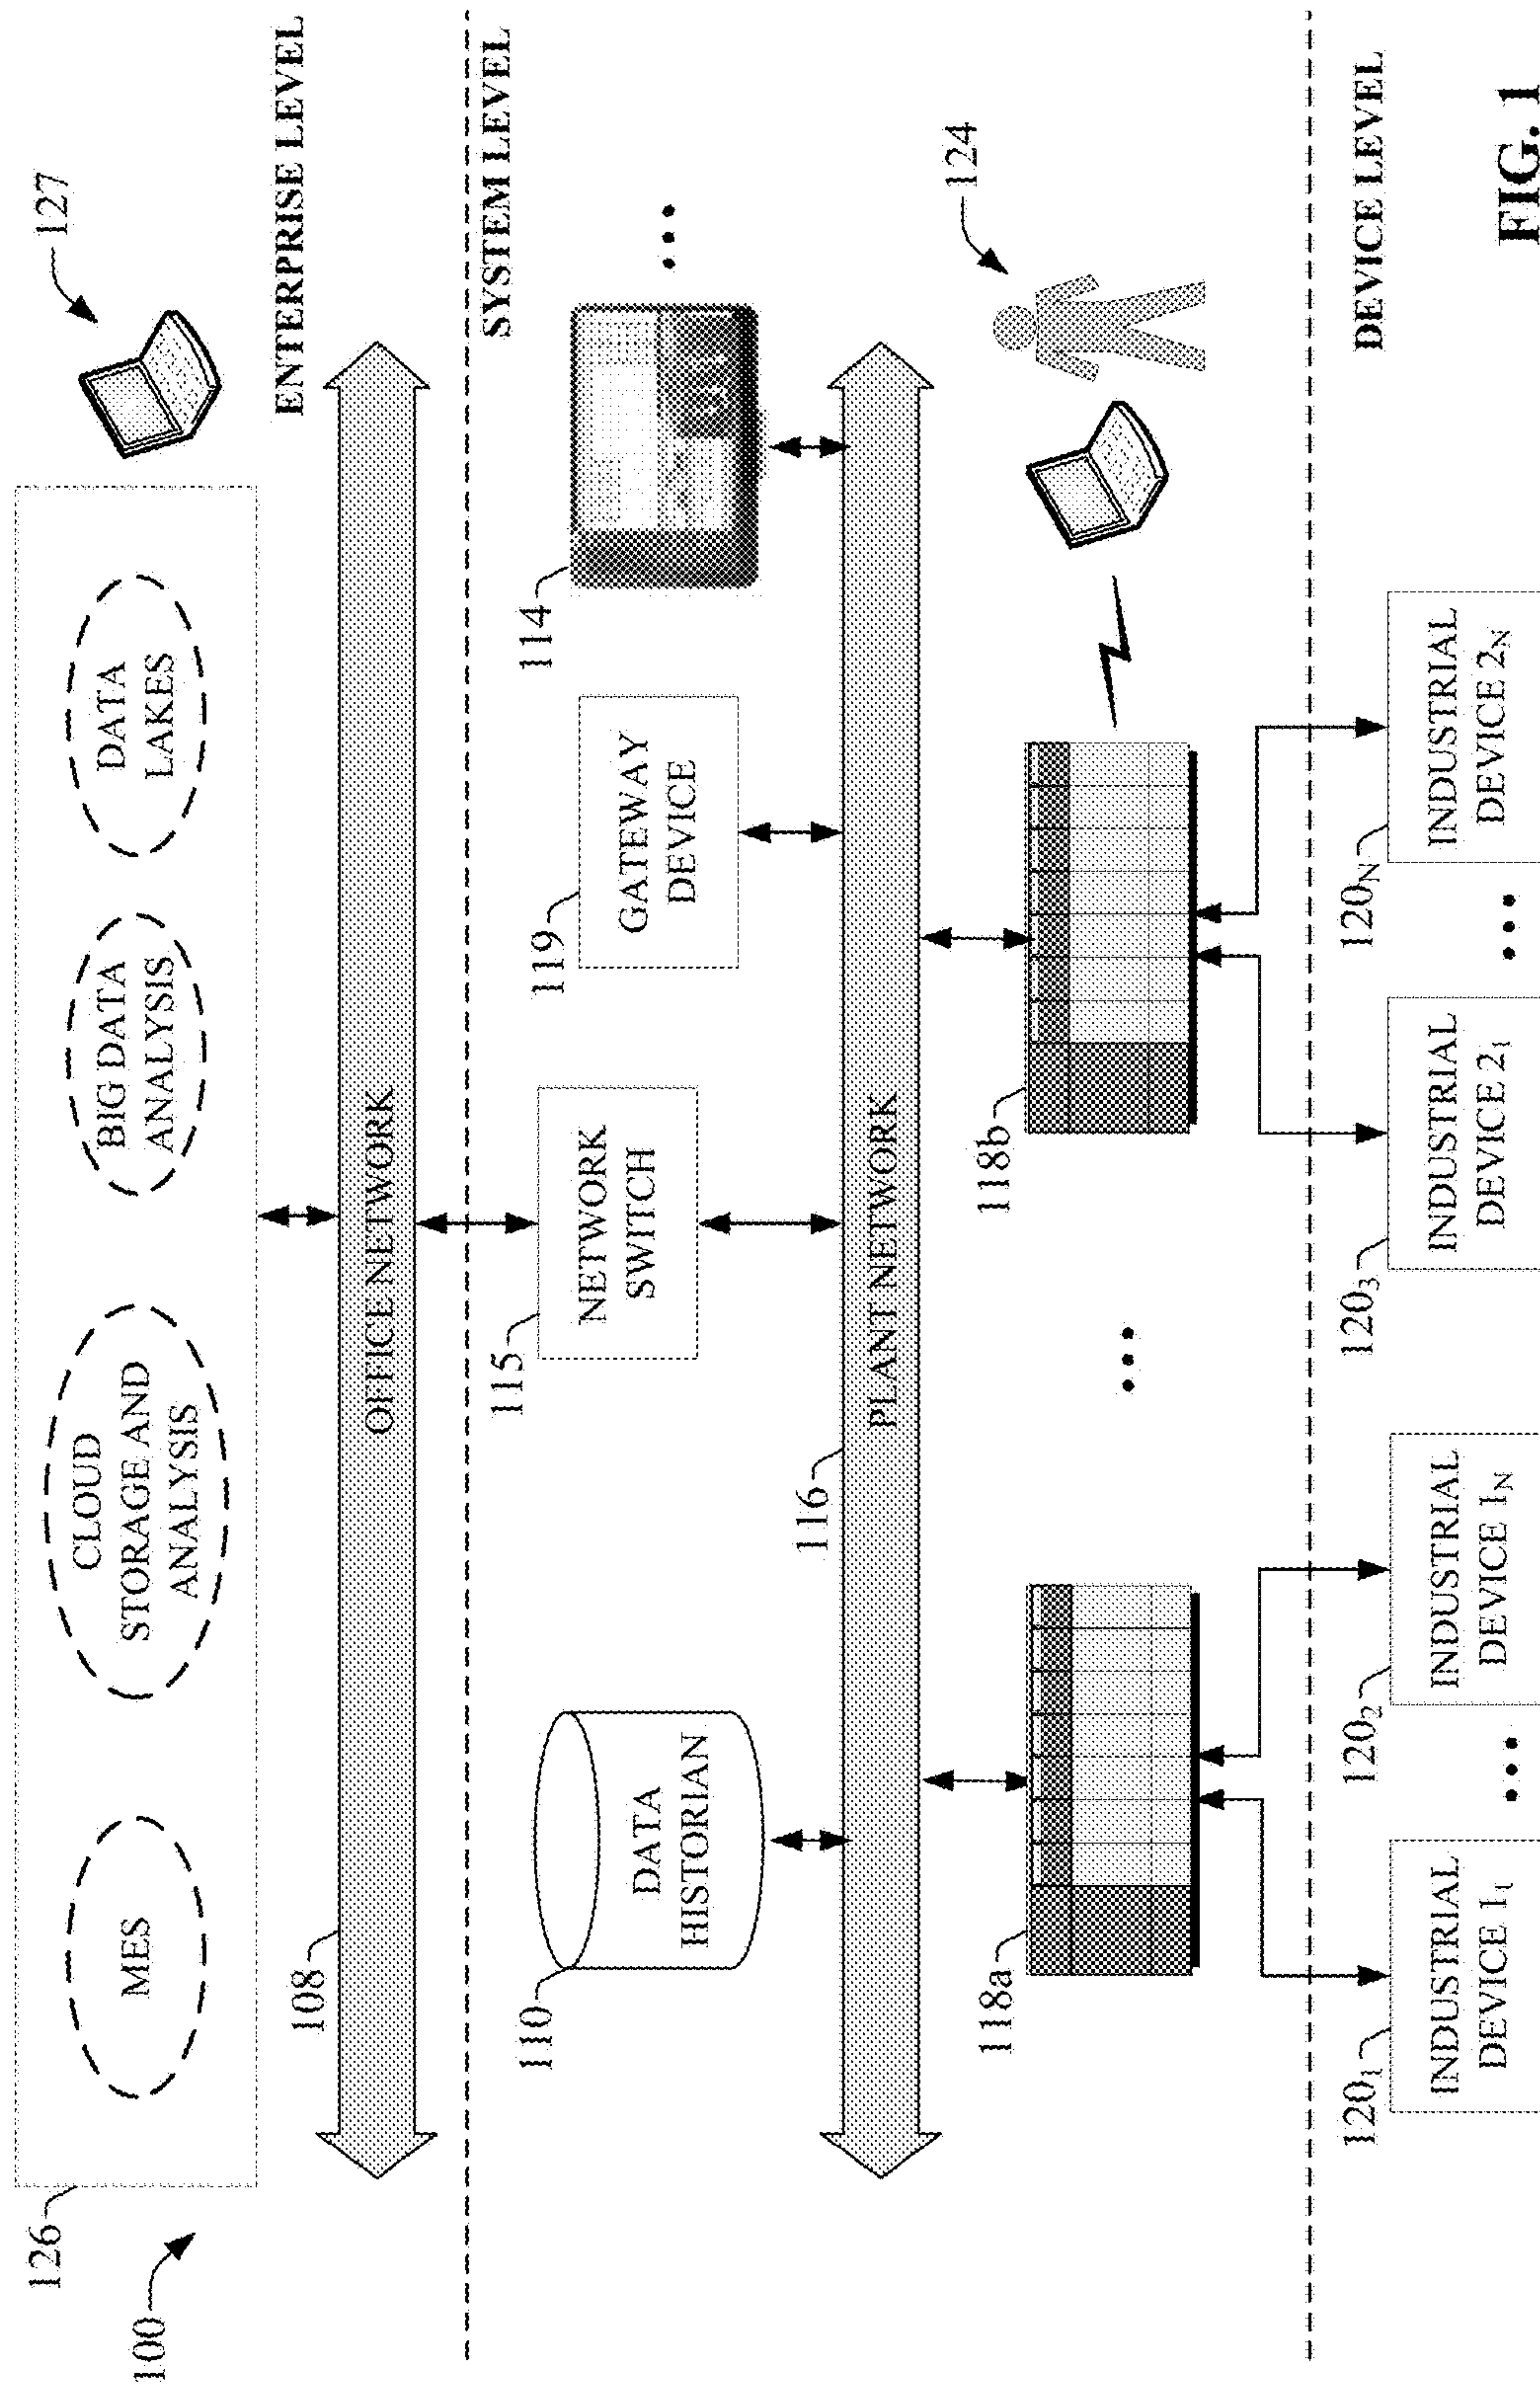 100
126
127
MES
CLOUD
STORAGE AND
ANALYSIS
BIG DATA
ANALYSIS
DATA
LAKES
ENTERPRISE LEVEL
108
OFFICE NETWORK
SYSTEM LEVEL
110
DATA
HISTORIAN
115
NETWORK
SWITCH
119
GATEWAY
DEVICE
114
116
PLANT NETWORK
118a
118b
124
DEVICE LEVEL
120₁
INDUSTRIAL
DEVICE 1₁
120₂
INDUSTRIAL
DEVICE 1N
120₃
INDUSTRIAL
DEVICE 2₁
120N
INDUSTRIAL
DEVICE 2N
FIG. 1